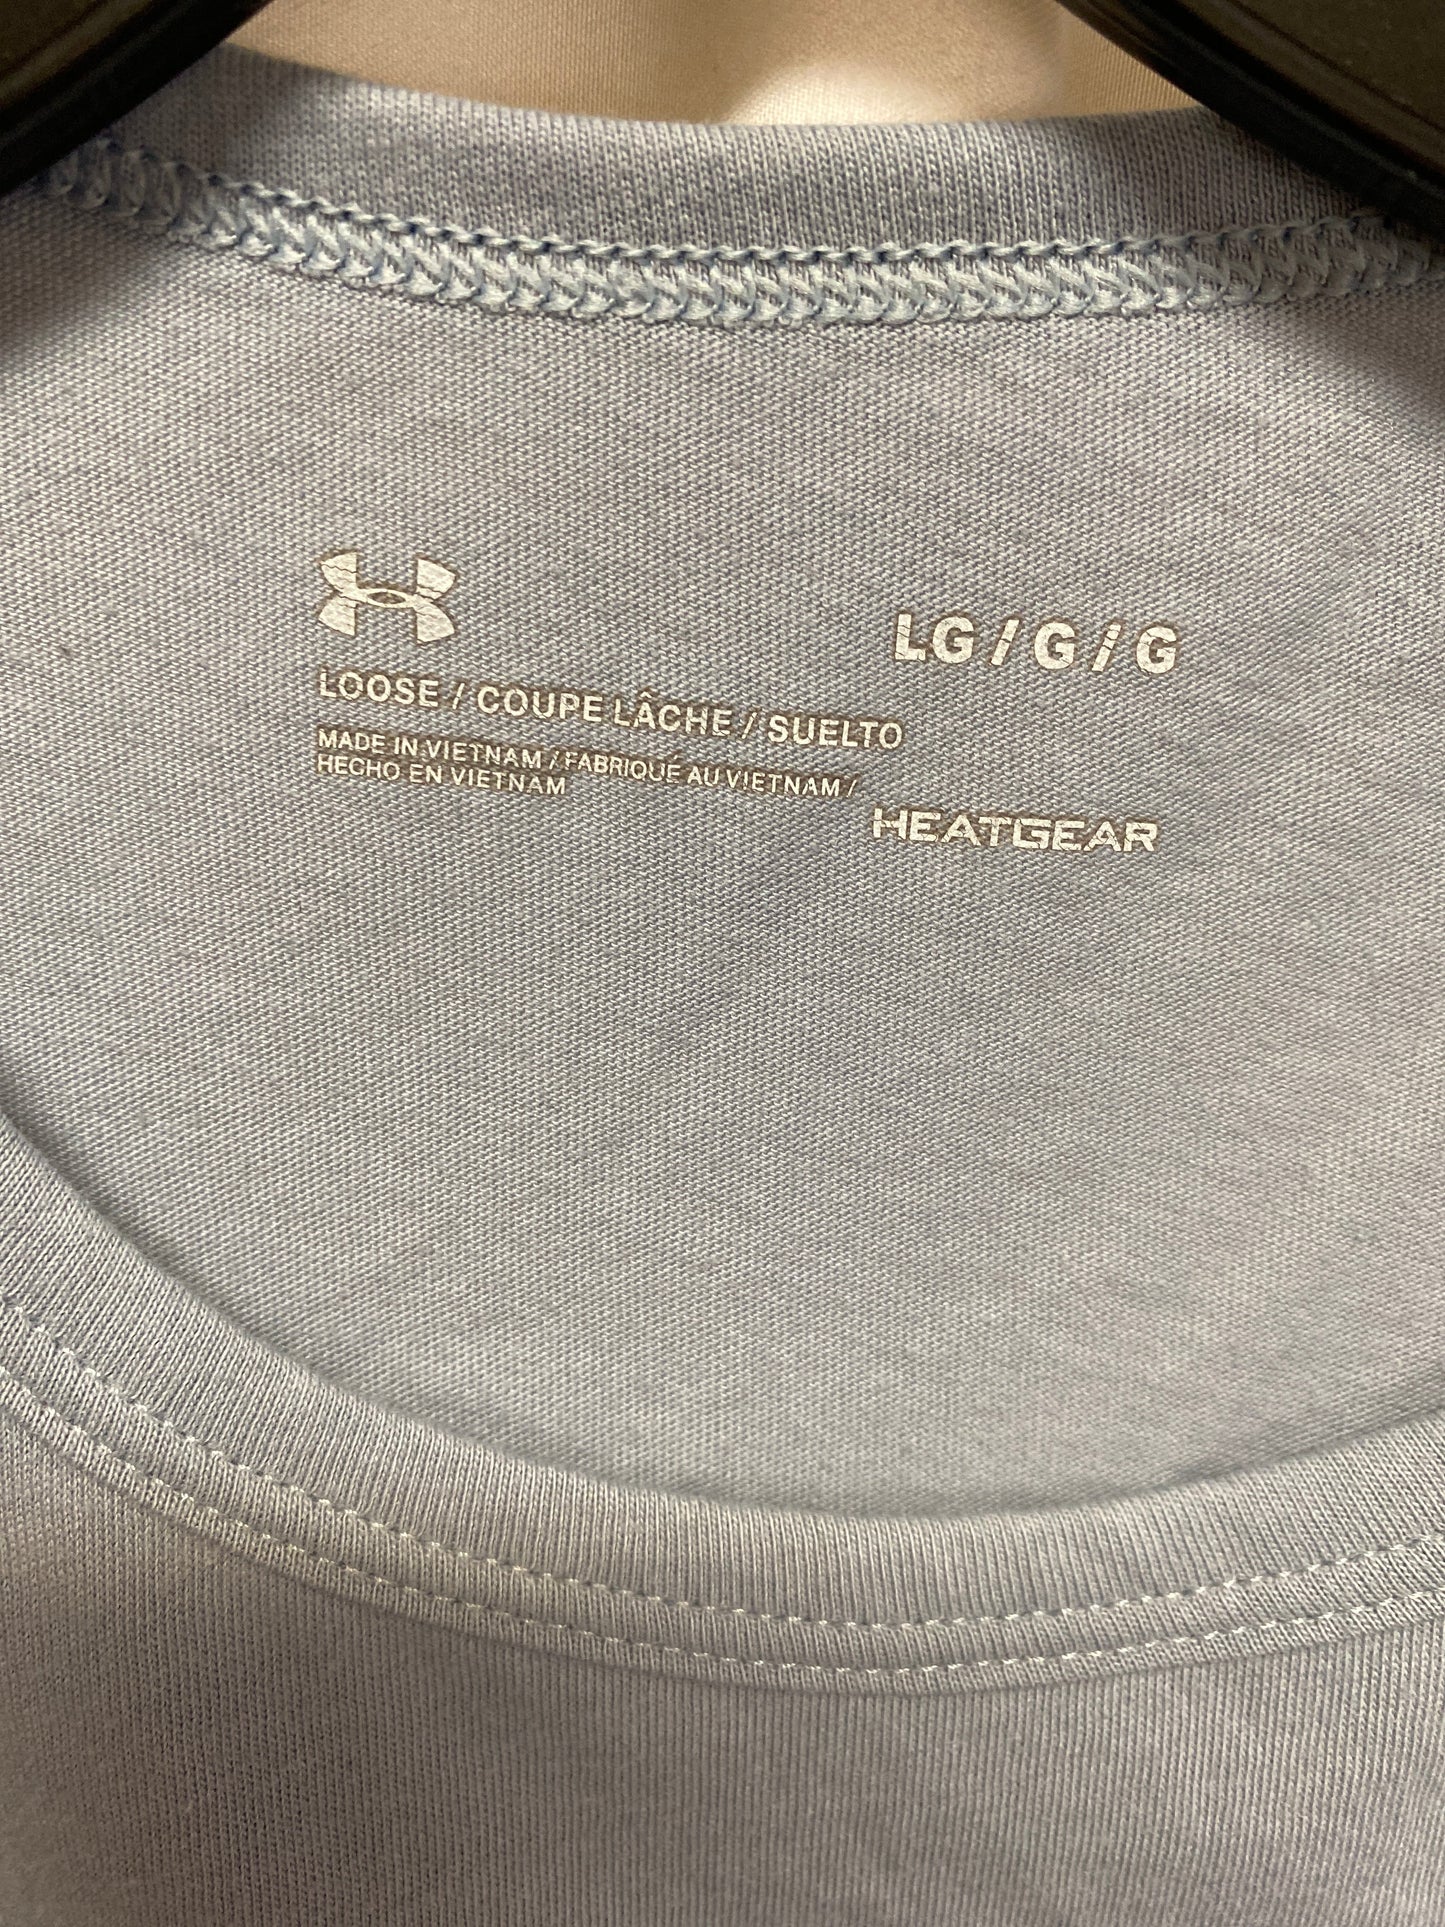 LG / G / G
LOOSE / COUPE LÂCHE / SUELTO
MADE IN VIETNAM / FABRIQUÉ AU VIETNAM /
HECHO EN VIETNAM
HEATGEAR